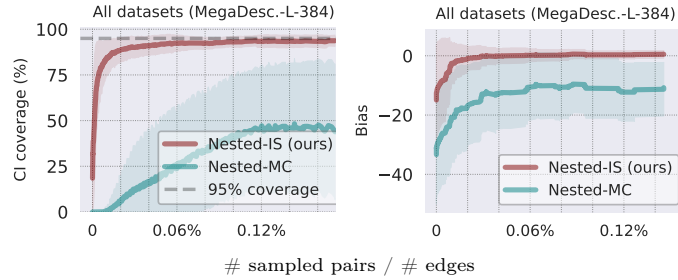 All datasets (MegaDesc.-L-384)
CI coverage (%)
100
75
50
25
0
Nested-IS (ours)
Nested-MC
95% coverage
0
0.06%
0.12%
All datasets (MegaDesc.-L-384)
Bias
0
−20
−40
Nested-IS (ours)
Nested-MC
0
0.06%
0.12%
# sampled pairs / # edges